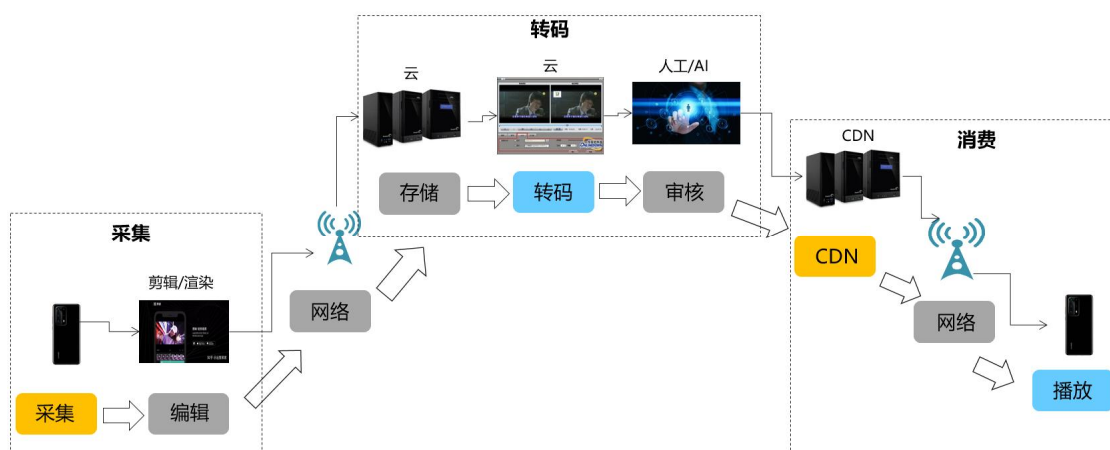 转码
云
云
人工/AI
存储
转码
审核
采集
剪辑/渲染
采集
编辑
网络
消费
CDN
CDN
网络
播放